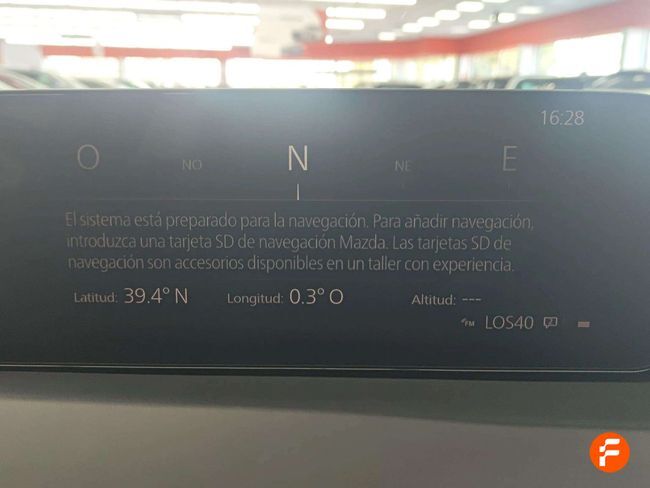 16:28
O NO N NE E
El sistema está preparado para la navegación. Para añadir navegación,
introduzca una tarjeta SD de navegación Mazda. Las tarjetas SD de
navegación son accesorios disponibles en un taller con experiencia.
Latitud: 39.4° N Longitud: 0.3° O Altitud: ---
FM LOS40